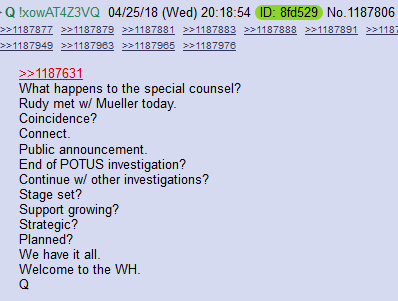 Q !xowAT4Z3VQ 04/25/18 (Wed) 20:18:54 ID: 8fd529 No.1187806
>>1187877 >>1187879 >>1187881 >>1187883 >>1187888 >>1187891
>>1187949 >>1187963 >>1187965 >>1187976
>>1187631
What happens to the special counsel?
Rudy met w/ Mueller today.
Coincidence?
Connect.
Public announcement.
End of POTUS investigation?
Continue w/ other investigations?
Stage set?
Support growing?
Strategic?
Planned?
We have it all.
Welcome to the WH.
Q